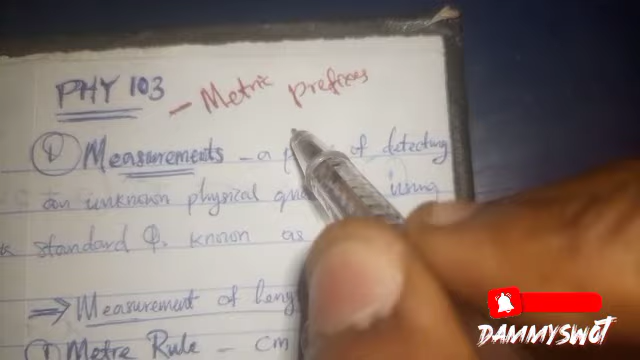 PHY 103
- Metric prefixes
① Measurements - a p of detecting
an unknown physical qu using
standard Q. known as
⇒ Measurement of leng
① Metre Rule - cm
DAMMYSWOT